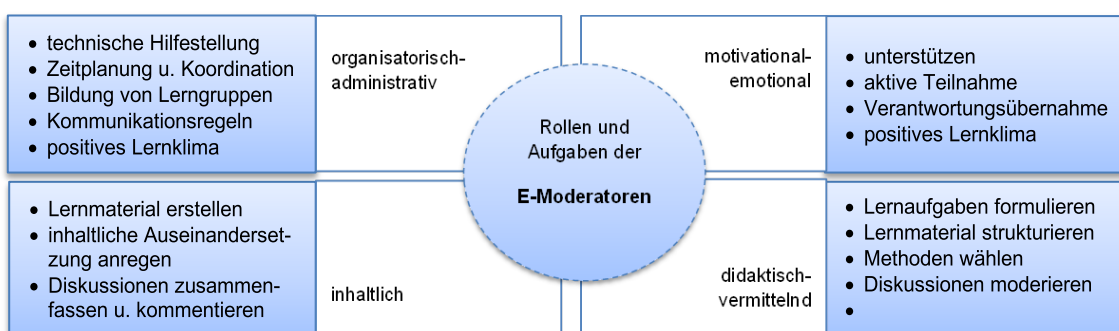 • technische Hilfestellung
• Zeitplanung u. Koordination
• Bildung von Lerngruppen
• Kommunikationsregeln
• positives Lernklima
organisatorisch-
administrativ
motivational-
emotional
• unterstützen
• aktive Teilnahme
• Verantwortungsübernahme
• positives Lernklima
Rollen und
Aufgaben der
E-Moderatoren
• Lernmaterial erstellen
• inhaltliche Auseinanderset-
zung anregen
• Diskussionen zusammen-
fassen u. kommentieren
inhaltlich
didaktisch-
vermittelnd
• Lernaufgaben formulieren
• Lernmaterial strukturieren
• Methoden wählen
• Diskussionen moderieren
•